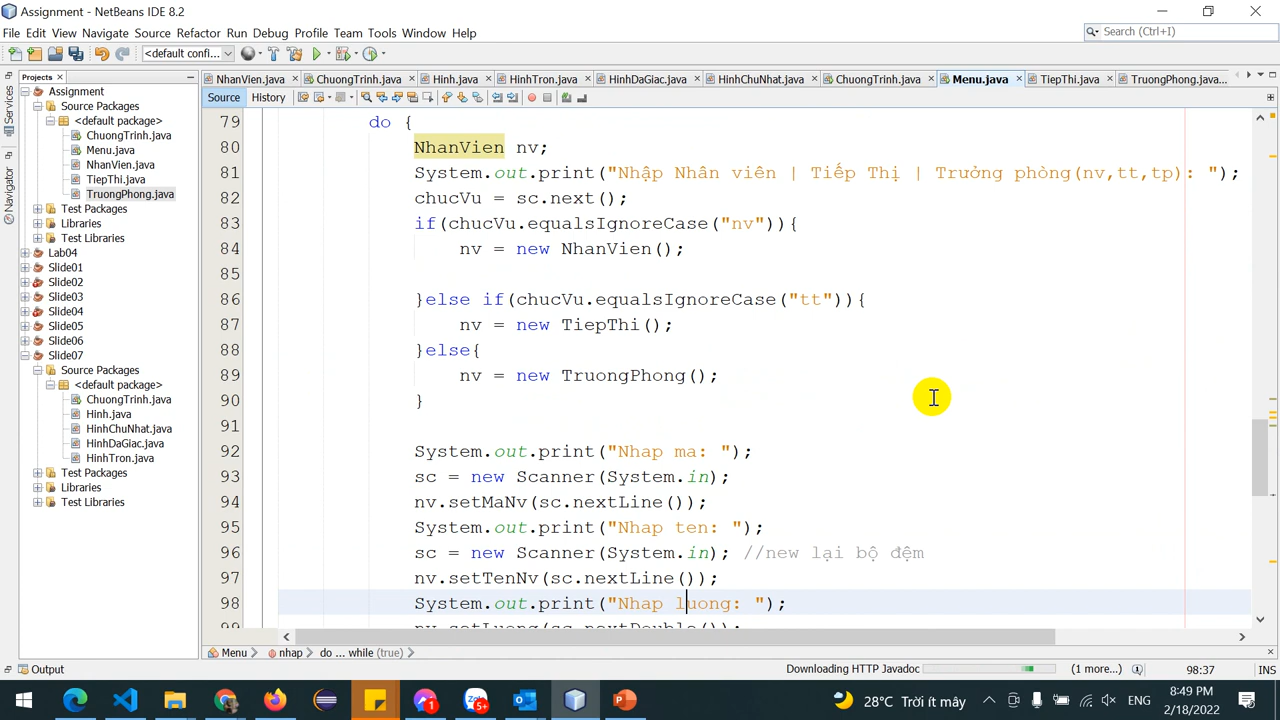 Assignment - NetBeans IDE 8.2
File Edit View Navigate Source Refactor Run Debug Profile Team Tools Window Help
Search (Ctrl+I)
<default confi...
Projects
NhanVien.java ChuongTrinh.java Hinh.java HinhTron.java HinhDaGiac.java HinhChuNhat.java ChuongTrinh.java Menu.java TiepThi.java TruongPhong.java...
Source History
Services
Navigator
Assignment
Source Packages
<default package>
ChuongTrinh.java
Menu.java
NhanVien.java
TiepThi.java
TruongPhong.java
Test Packages
Libraries
Test Libraries
Lab04
Slide01
Slide02
Slide03
Slide04
Slide05
Slide06
Slide07
Source Packages
<default package>
ChuongTrinh.java
Hinh.java
HinhChuNhat.java
HinhDaGiac.java
HinhTron.java
Test Packages
Libraries
Test Libraries
79 do {
80 NhanVien nv;
81 System.out.print("Nhập Nhân viên | Tiếp Thị | Trưởng phòng(nv,tt,tp): ");
82 chucVu = sc.next();
83 if(chucVu.equalsIgnoreCase("nv")){
84 nv = new NhanVien();
85
86 }else if(chucVu.equalsIgnoreCase("tt")){
87 nv = new TiepThi();
88 }else{
89 nv = new TruongPhong();
90 }
91
92 System.out.print("Nhap ma: ");
93 sc = new Scanner(System.in);
94 nv.setMaNv(sc.nextLine());
95 System.out.print("Nhap ten: ");
96 sc = new Scanner(System.in); //new lại bộ đệm
97 nv.setTenNv(sc.nextLine());
98 System.out.print("Nhap luong: ");
99 nv.setLuong(sc.nextDouble());
Menu nhap do ... while (true)
Output
Downloading HTTP Javadoc (1 more...) 98:37 INS
1 5+ 28°C Trời ít mây ENG 8:49 PM
2/18/2022